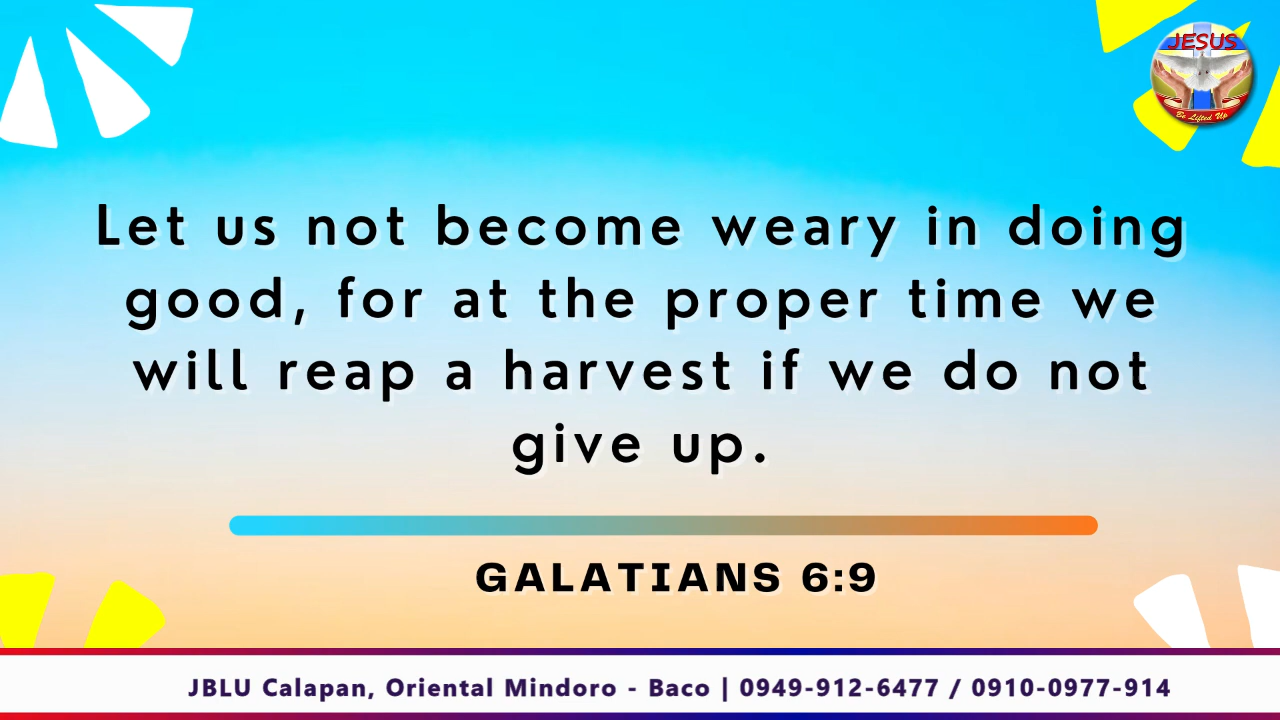 JESUS
Be Lifted Up
Let us not become weary in doing
good, for at the proper time we
will reap a harvest if we do not
give up.
GALATIANS 6:9
JBLU Calapan, Oriental Mindoro - Baco | 0949-912-6477 / 0910-0977-914